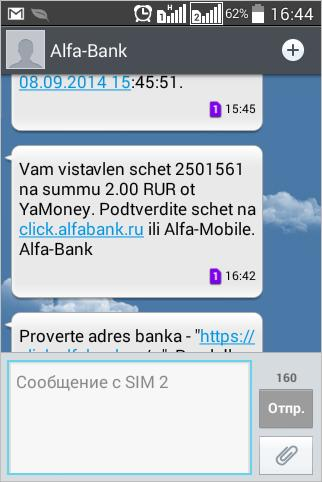 62% 16:44
Alfa-Bank
08.09.2014 15:45:51.
1 15:45
Vam vistavlen schet 2501561
na summu 2.00 RUR ot
YaMoney. Podtverdite schet na
click.alfabank.ru ili Alfa-Mobile.
Alfa-Bank
1 16:42
Proverte adres banka - "https://
Сообщение с SIM 2
160
Отпр.